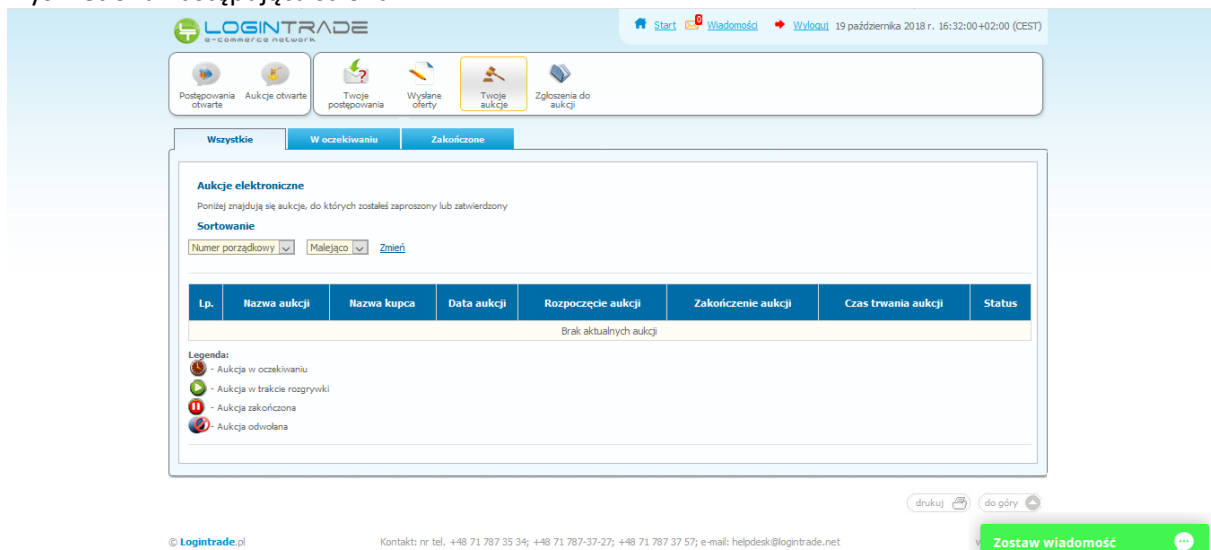 LOGINTRADE
e-commerce network
Start 0 Wiadomości Wyloguj 19 października 2018 r. 16:32:00+02:00 (CEST)
Postępowania otwarte
Aukcje otwarte
Twoje postępowania
Wysłane oferty
Twoje aukcje
Zgłoszenia do aukcji
Wszystkie W oczekiwaniu Zakończone
Aukcje elektroniczne
Poniżej znajdują się aukcje, do których zostałeś zaproszony lub zatwierdzony
Sortowanie
Numer porządkowy Malejąco Zmień
Lp. Nazwa aukcji Nazwa kupca Data aukcji Rozpoczęcie aukcji Zakończenie aukcji Czas trwania aukcji Status
Brak aktualnych aukcji
Legenda:
- Aukcja w oczekiwaniu
- Aukcja w trakcie rozgrywki
- Aukcja zakończona
- Aukcja odwołana
drukuj do góry
© Logintrade.pl Kontakt: nr tel. +48 71 787 35 34; +48 71 787-37-27; +48 71 787 37 57; e-mail: helpdesk@logintrade.net
Zostaw wiadomość